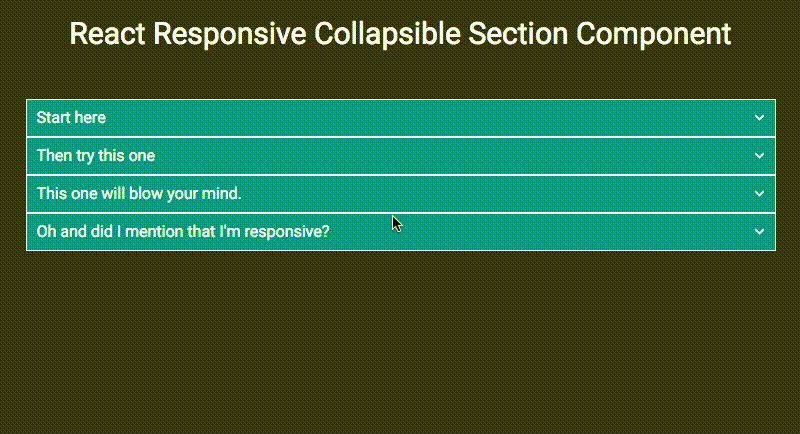 React Responsive Collapsible Section Component
Start here
Then try this one
This one will blow your mind.
Oh and did I mention that I'm responsive?